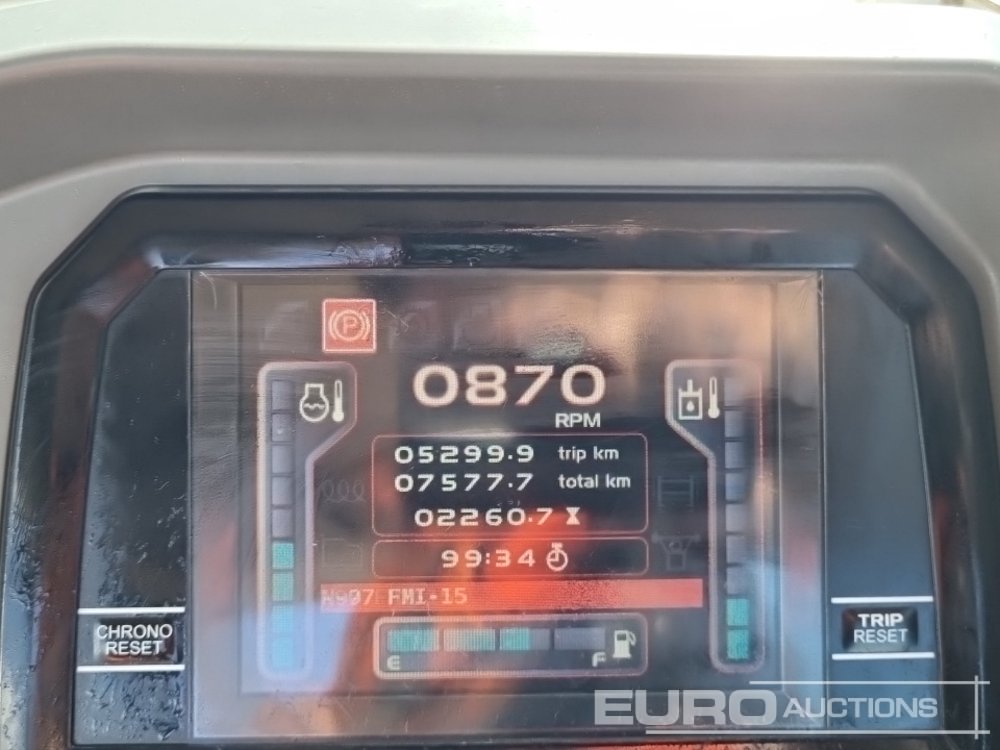 P
0870
RPM
05299.9 trip km
07577.7 total km
02260.7
99:34
FMI-15
E F
CHRONO
RESET
TRIP
RESET
EURO AUCTIONS